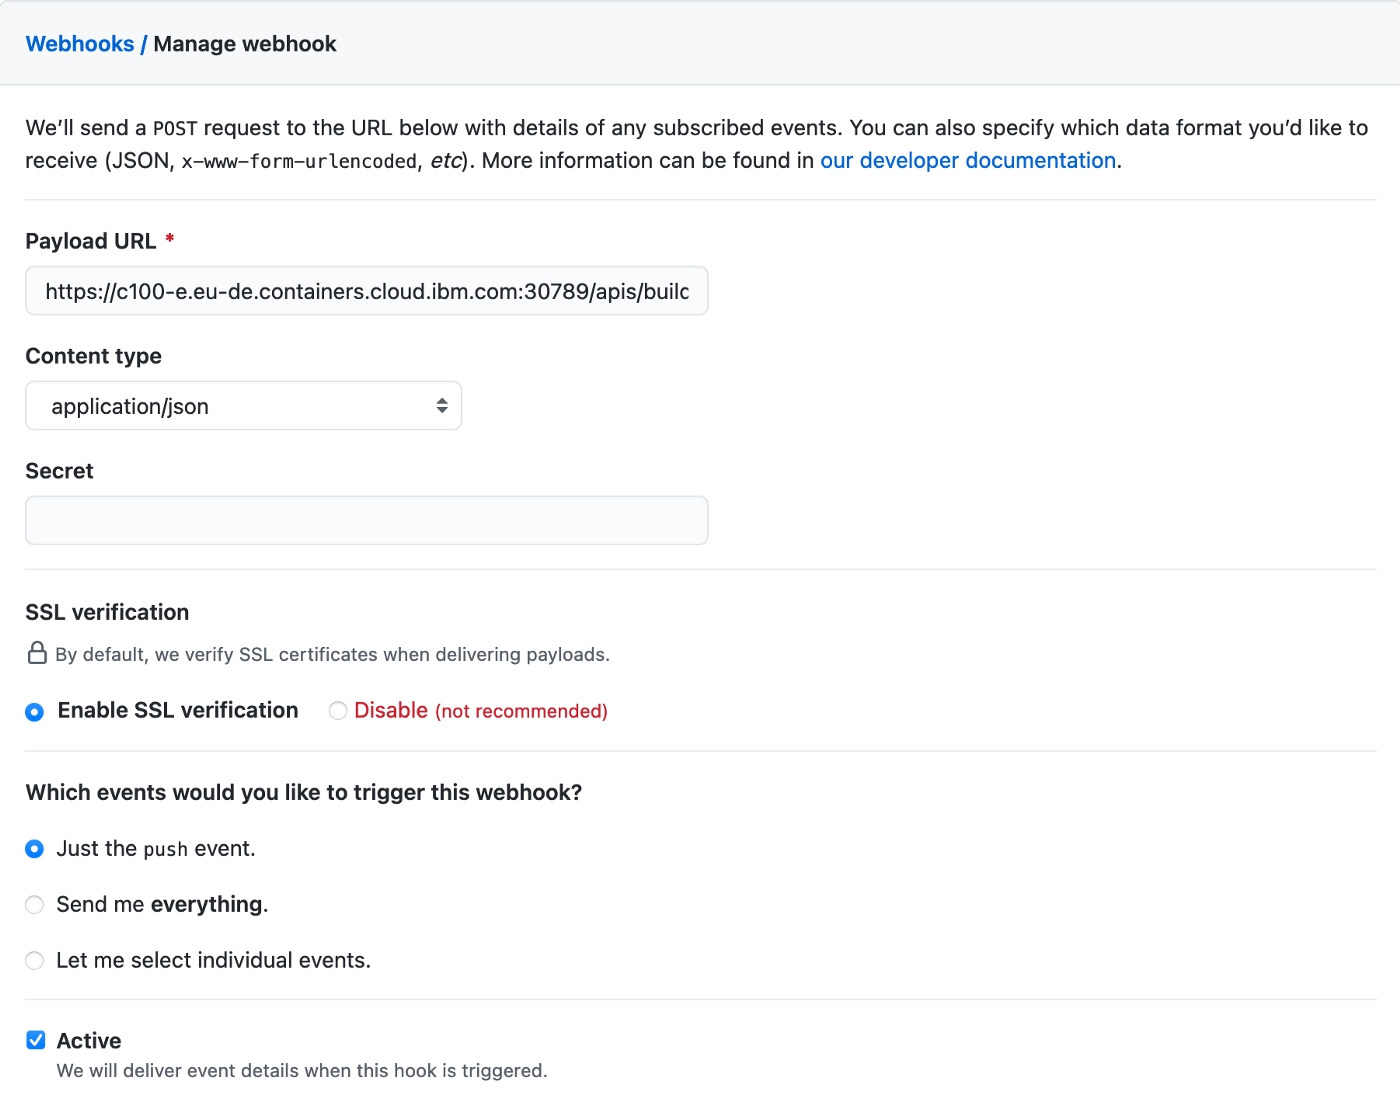 Webhooks / Manage webhook
We’ll send a POST request to the URL below with details of any subscribed events. You can also specify which data format you’d like to
receive (JSON, x-www-form-urlencoded, etc). More information can be found in our developer documentation.
Payload URL *
https://c100-e.eu-de.containers.cloud.ibm.com:30789/apis/builc
Content type
application/json
Secret
SSL verification
By default, we verify SSL certificates when delivering payloads.
Enable SSL verification Disable (not recommended)
Which events would you like to trigger this webhook?
Just the push event.
Send me everything.
Let me select individual events.
Active
We will deliver event details when this hook is triggered.